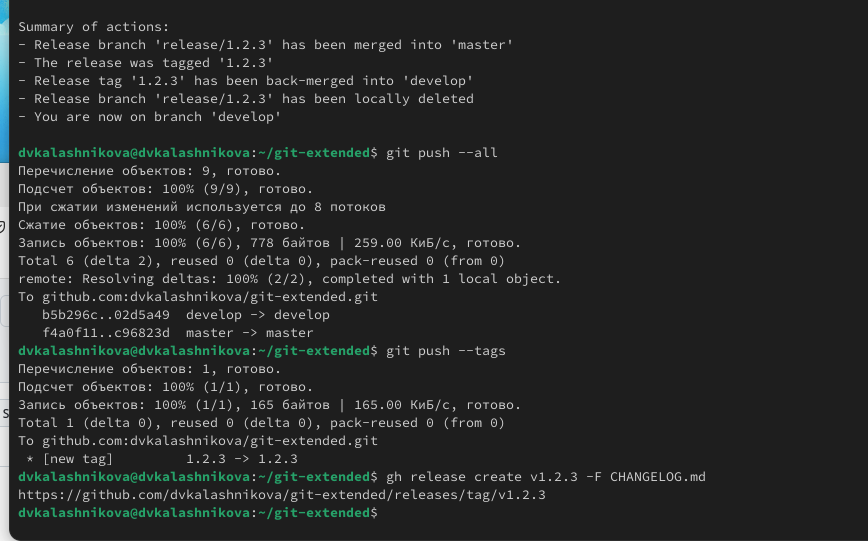 Summary of actions:
- Release branch 'release/1.2.3' has been merged into 'master'
- The release was tagged '1.2.3'
- Release tag '1.2.3' has been back-merged into 'develop'
- Release branch 'release/1.2.3' has been locally deleted
- You are now on branch 'develop'
dvkalashnikova@dvkalashnikova:~/git-extended$ git push --all
Перечисление объектов: 9, готово.
Подсчет объектов: 100% (9/9), готово.
При сжатии изменений используется до 8 потоков
Сжатие объектов: 100% (6/6), готово.
Запись объектов: 100% (6/6), 778 байтов | 259.00 КиБ/с, готово.
Total 6 (delta 2), reused 0 (delta 0), pack-reused 0 (from 0)
remote: Resolving deltas: 100% (2/2), completed with 1 local object.
To github.com:dvkalashnikova/git-extended.git
   b5b296c..02d5a49  develop -> develop
   f4a0f11..c96823d  master -> master
dvkalashnikova@dvkalashnikova:~/git-extended$ git push --tags
Перечисление объектов: 1, готово.
Подсчет объектов: 100% (1/1), готово.
Запись объектов: 100% (1/1), 165 байтов | 165.00 КиБ/с, готово.
Total 1 (delta 0), reused 0 (delta 0), pack-reused 0 (from 0)
To github.com:dvkalashnikova/git-extended.git
 * [new tag]         1.2.3 -> 1.2.3
dvkalashnikova@dvkalashnikova:~/git-extended$ gh release create v1.2.3 -F CHANGELOG.md
https://github.com/dvkalashnikova/git-extended/releases/tag/v1.2.3
dvkalashnikova@dvkalashnikova:~/git-extended$